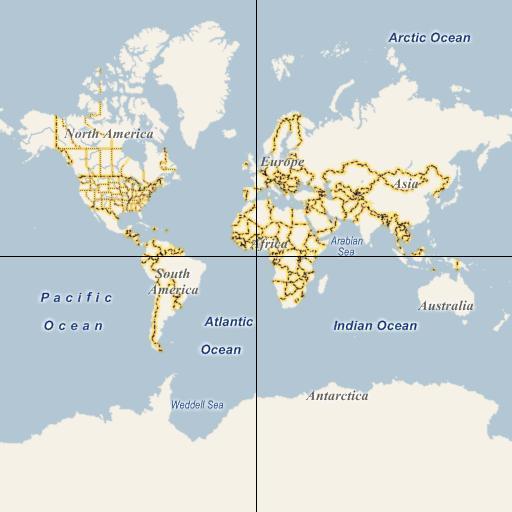 Arctic Ocean
North America
Europe
Asia
Africa
Arabian
Sea
South
America
Pacific
Ocean
Atlantic
Ocean
Indian Ocean
Australia
Weddell Sea
Antarctica